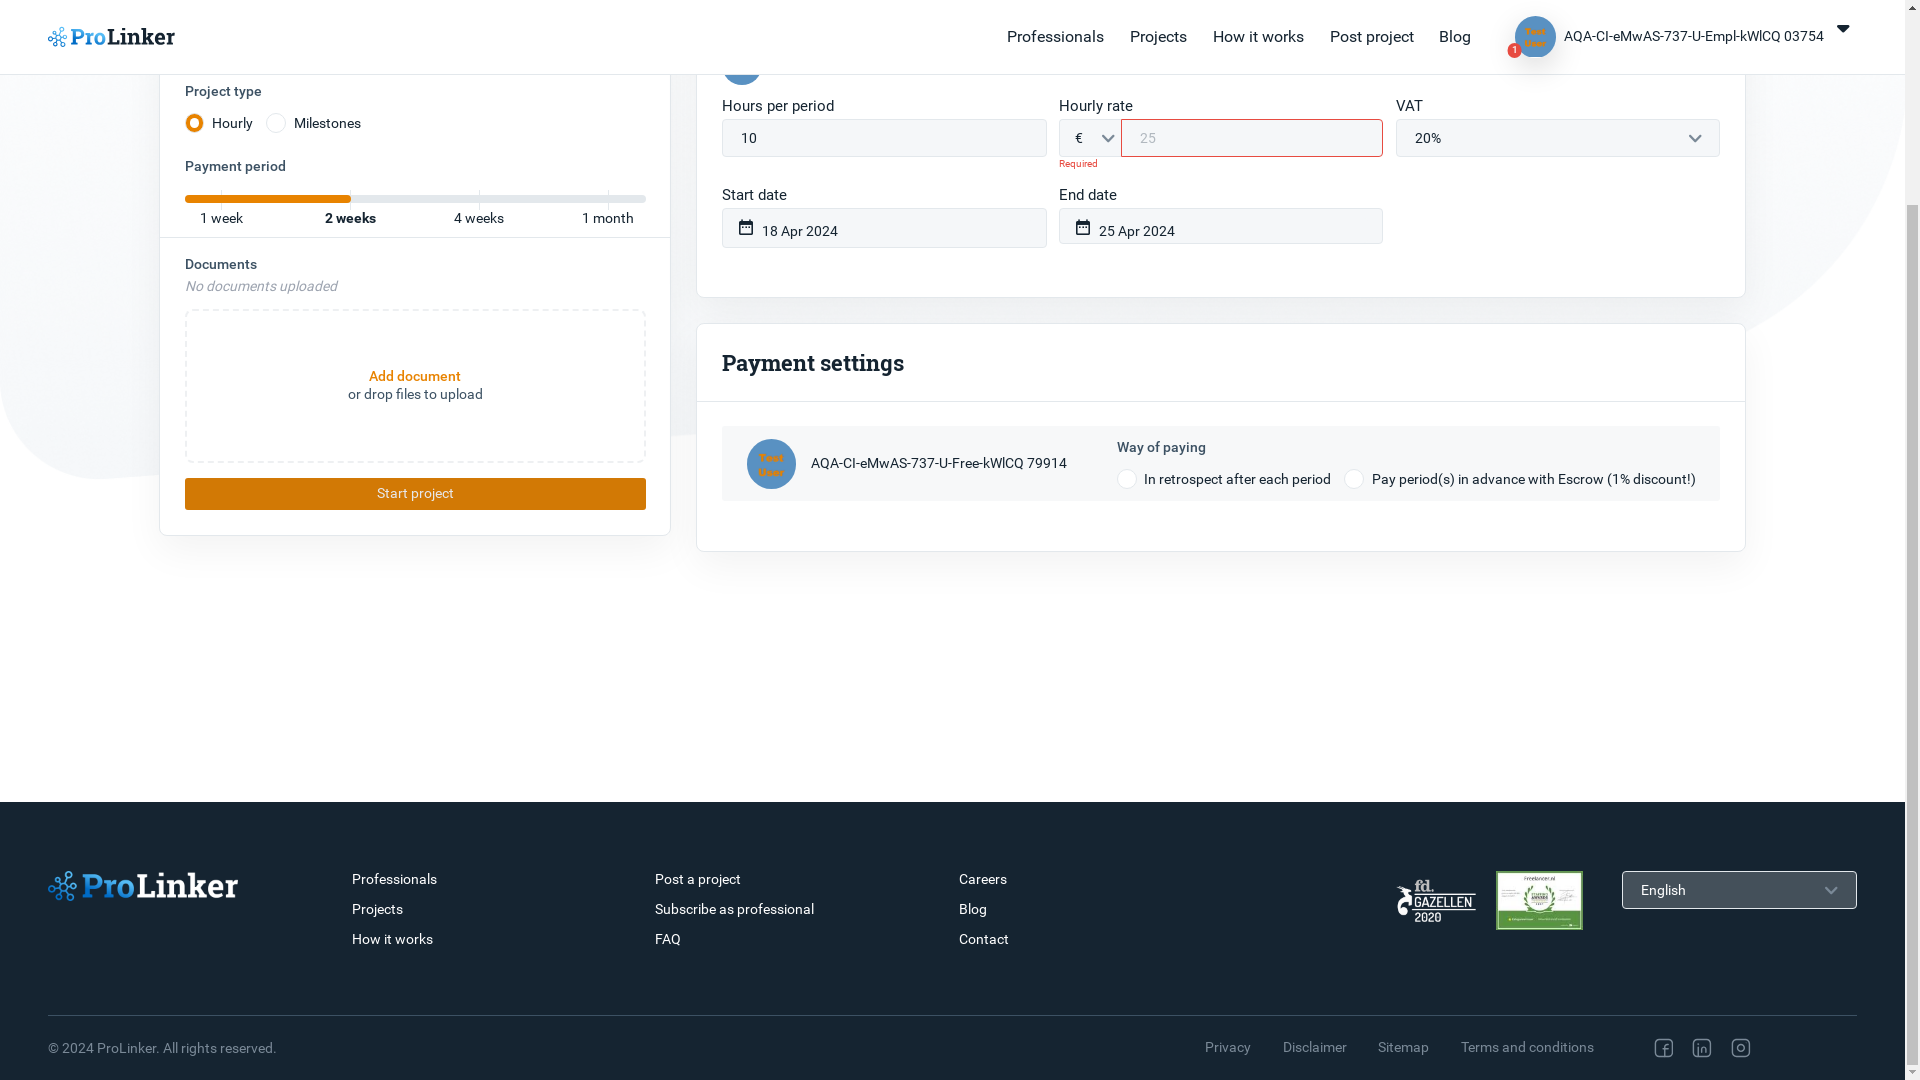 ProLinker
Professionals
Projects
How it works
Post project
Blog
Test
User
1
AQA-CI-eMwAS-737-U-Empl-kWlCQ 03754
Project type
Hourly
Milestones
Payment period
1 week
2 weeks
4 weeks
1 month
Documents
No documents uploaded
Add document
or drop files to upload
Start project
Hours per period
10
Hourly rate
€
25
Required
VAT
20%
Start date
18 Apr 2024
End date
25 Apr 2024
Payment settings
Test
User
AQA-CI-eMwAS-737-U-Free-kWlCQ 79914
Way of paying
In retrospect after each period
Pay period(s) in advance with Escrow (1% discount!)
ProLinker
Professionals
Projects
How it works
Post a project
Subscribe as professional
FAQ
Careers
Blog
Contact
fd.
GAZELLEN
2020
Freelancer.nl
English
© 2024 ProLinker. All rights reserved.
Privacy
Disclaimer
Sitemap
Terms and conditions